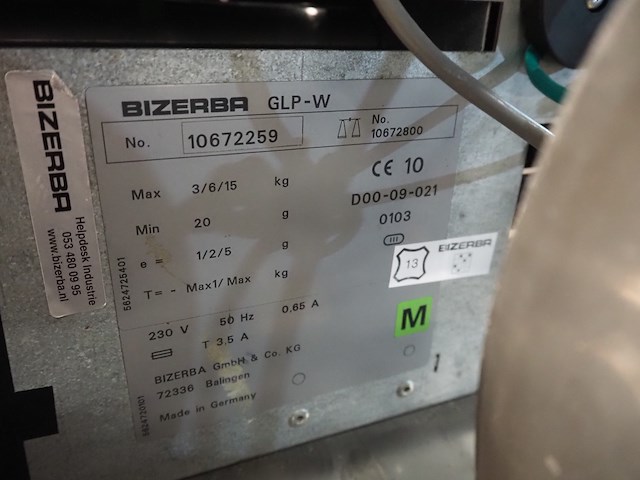 BIZERBA
Helpdesk Industrie
053 480 09 95
www.bizerba.nl
BIZERBA GLP-W
No. 10672259
No. 10672800
Max 3/6/15 kg
Min 20 g
e = 1/2/5 g
T = - Max1/ Max kg
CE 10
D00-09-021
0103
III
13
BIZERBA
M
230 V 50 Hz 0.65 A
T 3.5 A
BIZERBA GmbH & Co. KG
72336 Balingen
Made in Germany
5624725401